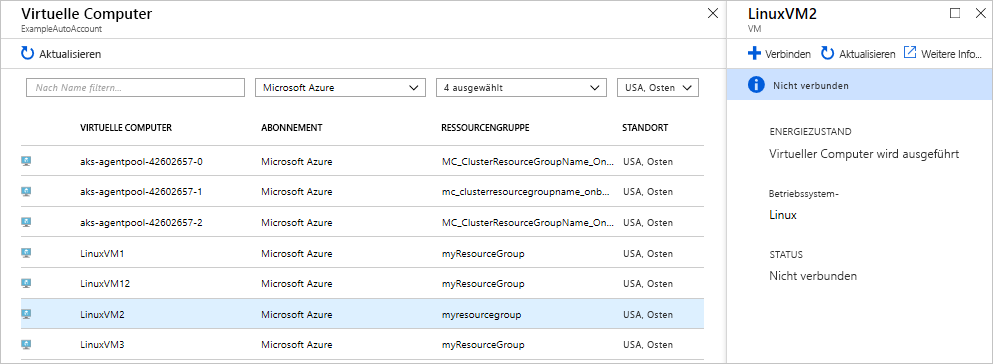 Virtuelle Computer
ExampleAutoAccount
Aktualisieren
Nach Name filtern...
Microsoft Azure
4 ausgewählt
USA, Osten
VIRTUELLE COMPUTER ABONNEMENT RESSOURCENGRUPPE STANDORT
aks-agentpool-42602657-0 Microsoft Azure MC_ClusterResourceGroupName_On... USA, Osten
aks-agentpool-42602657-1 Microsoft Azure mc_clusterresourcegroupname_onb... USA, Osten
aks-agentpool-42602657-2 Microsoft Azure MC_ClusterResourceGroupName_On... USA, Osten
LinuxVM1 Microsoft Azure myResourceGroup USA, Osten
LinuxVM12 Microsoft Azure myResourceGroup USA, Osten
LinuxVM2 Microsoft Azure myresourcegroup USA, Osten
LinuxVM3 Microsoft Azure myResourceGroup USA, Osten
LinuxVM2
VM
Verbinden Aktualisieren Weitere Info...
Nicht verbunden
ENERGIEZUSTAND
Virtueller Computer wird ausgeführt
Betriebssystem-
Linux
STATUS
Nicht verbunden